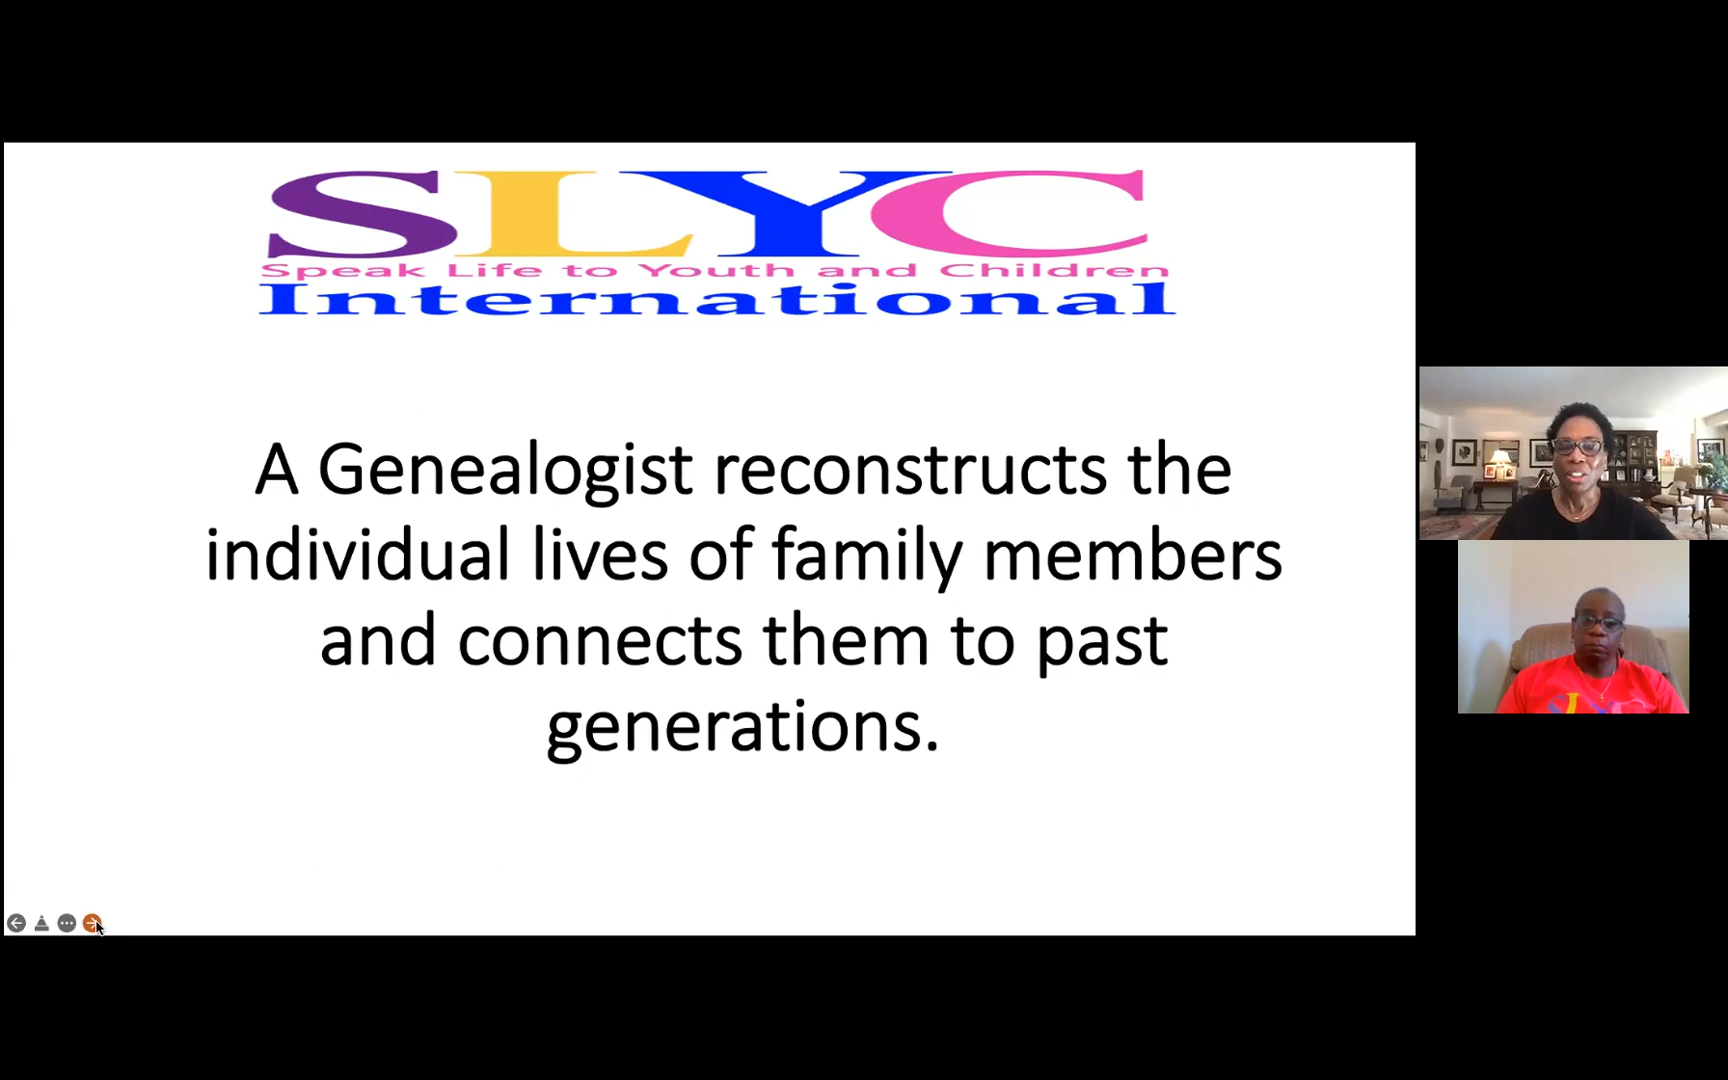 SLYC
Speak Life to Youth and Children
International
A Genealogist reconstructs the
individual lives of family members
and connects them to past
generations.
SLYC